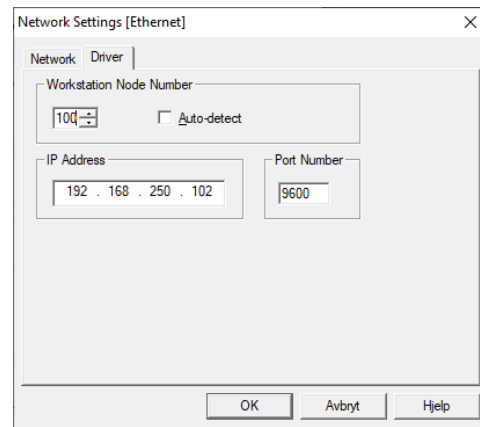 Network Settings [Ethernet]
Network Driver
Workstation Node Number
100 Auto-detect
IP Address Port Number
192 . 168 . 250 . 102 9600
OK Avbryt Hjelp